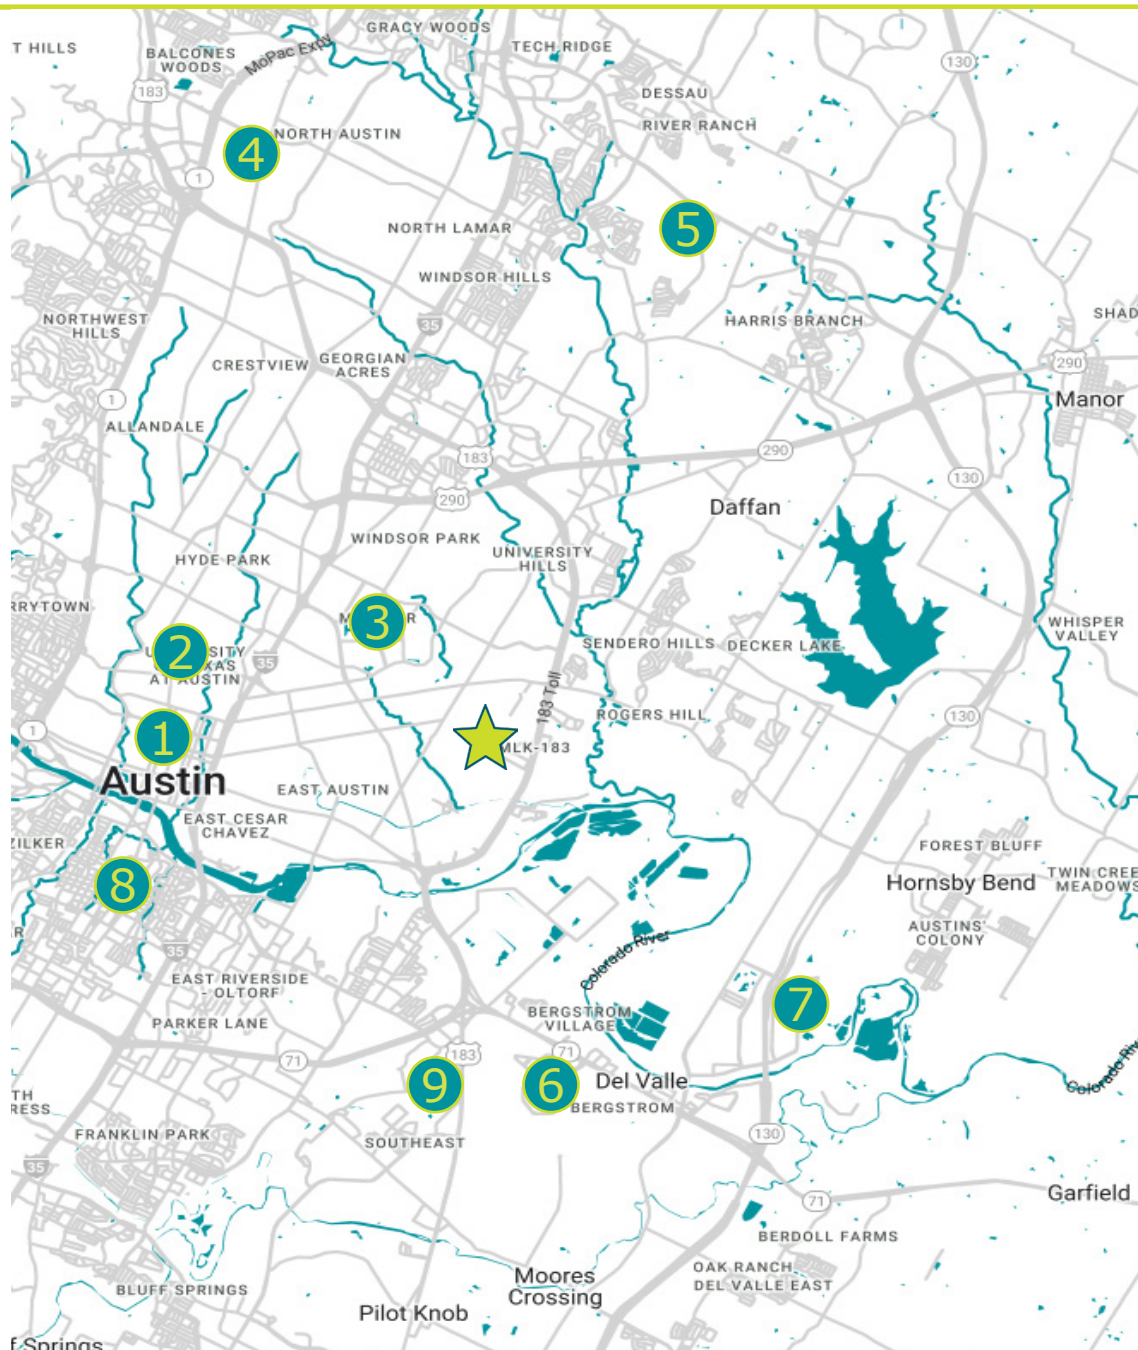 T HILLS
GRACY WOODS
BALCONES
WOODS
MoPac Expy
TECH RIDGE
183
130
DESSAU
RIVER RANCH
4
NORTH AUSTIN
1
5
NORTH LAMAR
WINDSOR HILLS
NORTHWEST
HILLS
35
HARRIS BRANCH
SHAD
CRESTVIEW
GEORGIAN
ACRES
290
1
Manor
ALLANDALE
183
290
130
290
Daffan
WINDSOR PARK
HYDE PARK
UNIVERSITY
HILLS
RRYTOWN
3
WHISPER
VALLEY
SENDERO HILLS
DECKER LAKE
2
35
AT AUSTIN
183 Toll
ROGERS HILL
130
1
1
MLK-183
Austin
EAST AUSTIN
EAST CESAR
CHAVEZ
ZILKER
FOREST BLUFF
8
Hornsby Bend
TWIN CREE
MEADOWS
AUSTINS'
COLONY
35
Colorado River
EAST RIVERSIDE
- OLTORF
7
BERGSTROM
VILLAGE
PARKER LANE
71
183
71
9
6
Del Valle
Colorado Riv
BERGSTROM
TH
RESS
FRANKLIN PARK
SOUTHEAST
130
35
71
Garfield
BERDOLL FARMS
OAK RANCH
DEL VALLE EAST
BLUFF SPRINGS
Moores
Crossing
Pilot Knob
f Springs